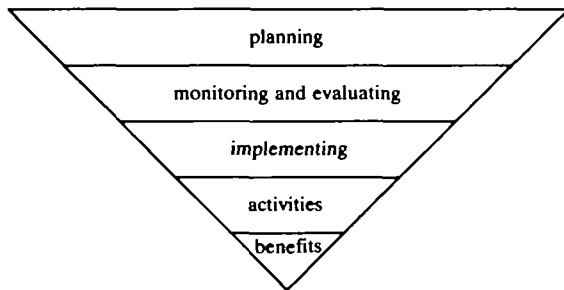 planning
monitoring and evaluating
implementing
activities
benefits